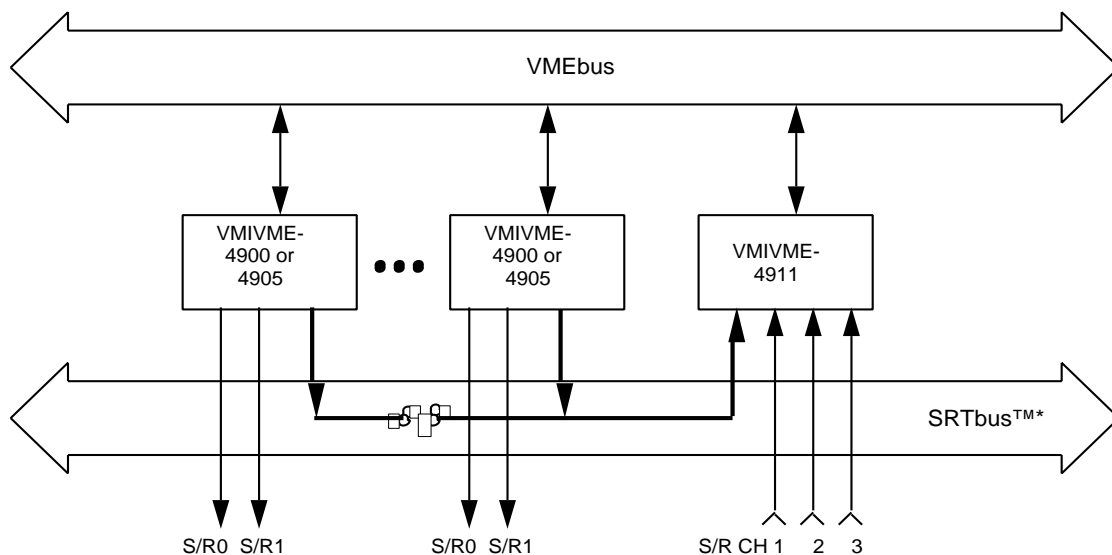 VMEbus
VMIVME-
4900 or
4905
VMIVME-
4900 or
4905
VMIVME-
4911
SRTbus™*
S/R0 S/R1
S/R0 S/R1
S/R CH 1 2 3